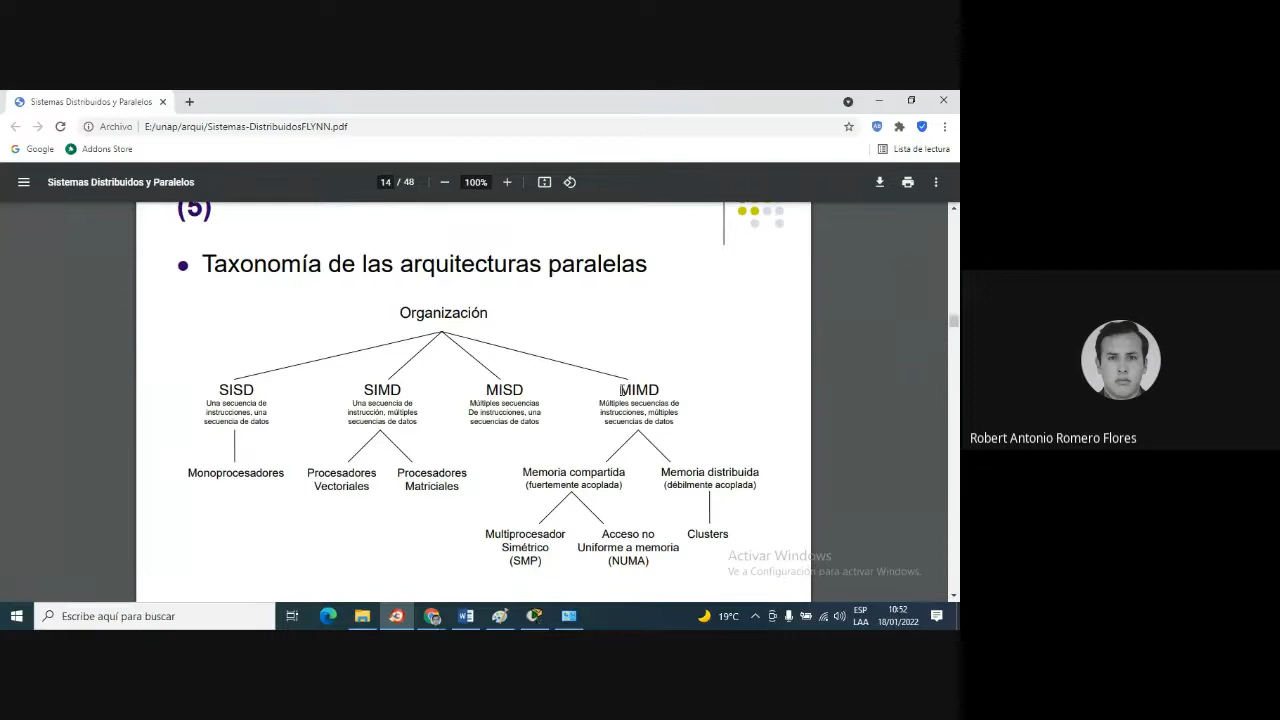 Sistemas Distribuidos y Paralelos
Archivo E:/unap/arqui/Sistemas-DistribuidosFLYNN.pdf
Google Addons Store Lista de lectura
Sistemas Distribuidos y Paralelos 14 / 48 100%
(5)
Taxonomía de las arquitecturas paralelas
Organización
SISD
Una secuencia de
instrucciones, una
secuencia de datos
SIMD
Una secuencia de
instrucción, múltiples
secuencias de datos
MISD
Múltiples secuencias
De instrucciones, una
secuencias de datos
MIMD
Múltiples secuencias de
instrucciones, múltiples
secuencias de datos
Monoprocesadores
Procesadores
Vectoriales
Procesadores
Matriciales
Memoria compartida
(fuertemente acoplada)
Memoria distribuida
(débilmente acoplada)
Multiprocesador
Simétrico
(SMP)
Acceso no
Uniforme a memoria
(NUMA)
Clusters
Activar Windows
Ve a Configuración para activar Windows.
Escribe aquí para buscar
19°C
ESP
LAA
10:52
18/01/2022
Robert Antonio Romero Flores